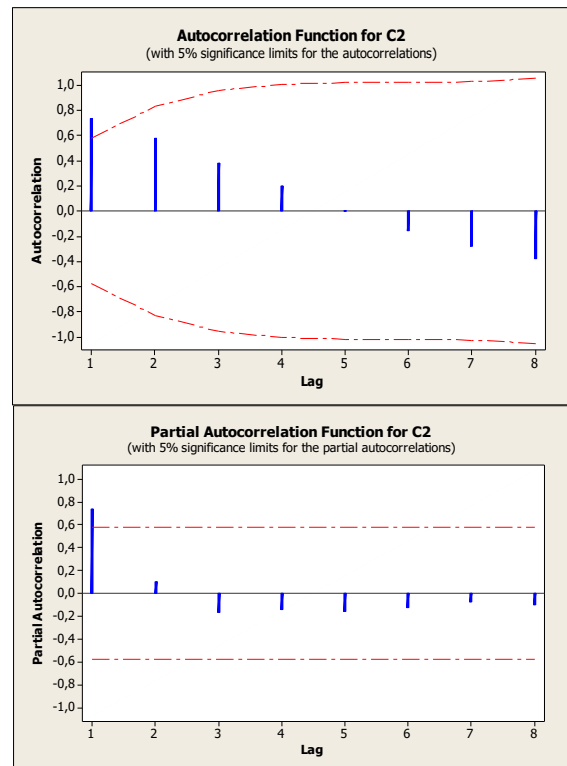 Autocorrelation Function for C2
(with 5% significance limits for the autocorrelations)
Autocorrelation
1,0
0,8
0,6
0,4
0,2
0,0
-0,2
-0,4
-0,6
-0,8
-1,0
1 2 3 4 5 6 7 8
Lag
Partial Autocorrelation Function for C2
(with 5% significance limits for the partial autocorrelations)
Partial Autocorrelation
1,0
0,8
0,6
0,4
0,2
0,0
-0,2
-0,4
-0,6
-0,8
-1,0
1 2 3 4 5 6 7 8
Lag